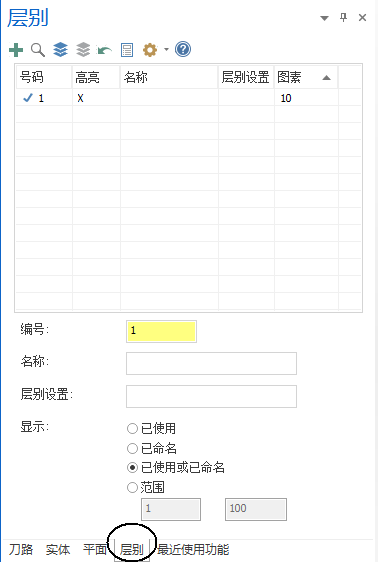 层别
号码 高亮 名称 层别设置 图素
1 X 10
编号: 1
名称:
层别设置:
显示: 已使用
已命名
已使用或已命名
范围
1 100
刀路 实体 平面 层别 最近使用功能